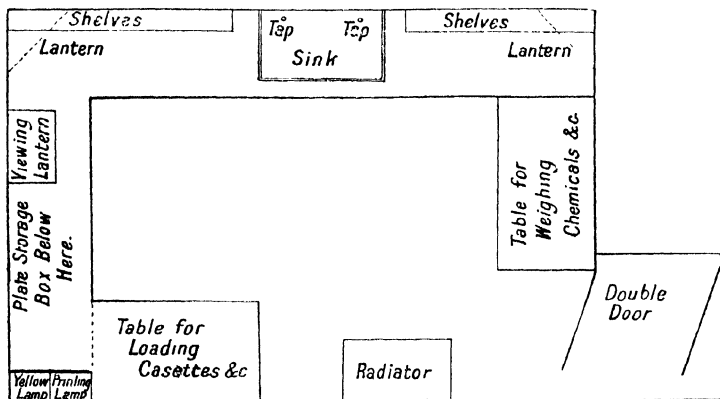 Shelves
Tap Tap
Shelves
Lantern
Sink
Lantern
Viewing
Lantern
Table for
Weighing
Chemicals &c.
Plate Storage
Box Below
Here.
Double
Door
Table for
Loading
Casettes &c
Radiator
Yellow
Lamp
Printing
Lamp